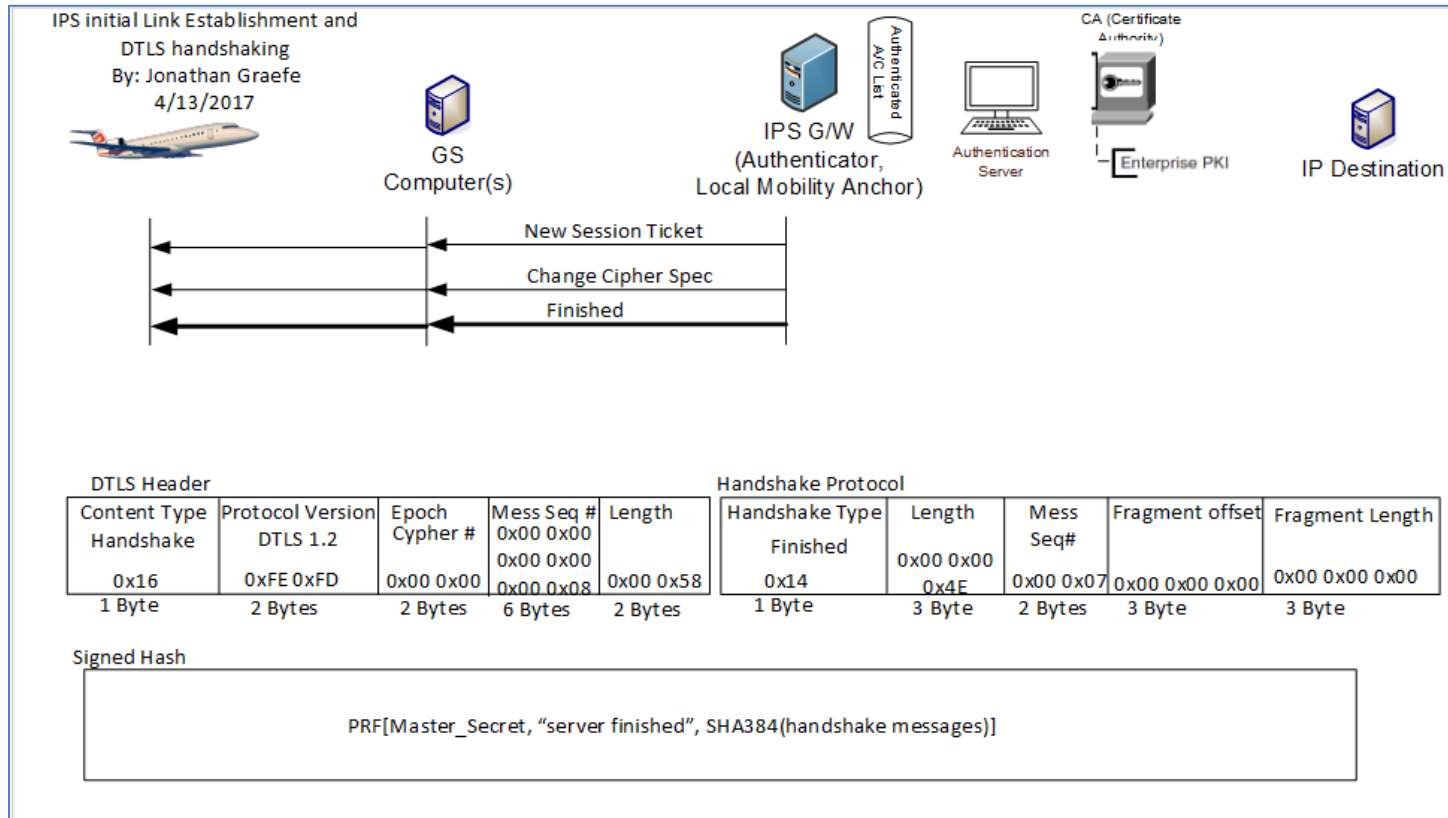 IPS initial Link Establishment and
DTLS handshaking
By: Jonathan Graefe
4/13/2017
GS
Computer(s)
IPS G/W
(Authenticator,
Local Mobility Anchor)
Authenticated
A/C List
Authentication
Server
CA (Certificate
Authority)
Enterprise PKI
IP Destination
New Session Ticket
Change Cipher Spec
Finished
DTLS Header
Content Type
Handshake
0x16
1 Byte
Protocol Version
DTLS 1.2
0xFE 0xFD
2 Bytes
Epoch
Cypher #
0x00 0x00
2 Bytes
Mess Seq #
0x00 0x00
0x00 0x00
0x00 0x08
6 Bytes
Length
0x00 0x58
2 Bytes
Handshake Protocol
Handshake Type
Finished
0x14
1 Byte
Length
0x00 0x00
0x4E
3 Byte
Mess
Seq#
0x00 0x07
2 Bytes
Fragment offset
0x00 0x00 0x00
3 Byte
Fragment Length
0x00 0x00 0x00
3 Byte
Signed Hash
PRF[Master_Secret, “server finished”, SHA384(handshake messages)]